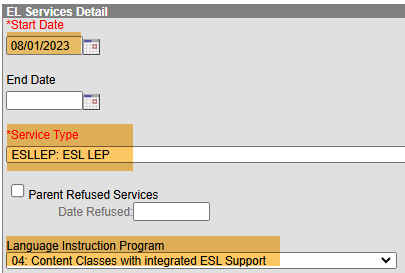 EL Services Detail
*Start Date
08/01/2023
End Date
*Service Type
ESLLEP: ESL LEP
Parent Refused Services
Date Refused:
Language Instruction Program
04: Content Classes with integrated ESL Support